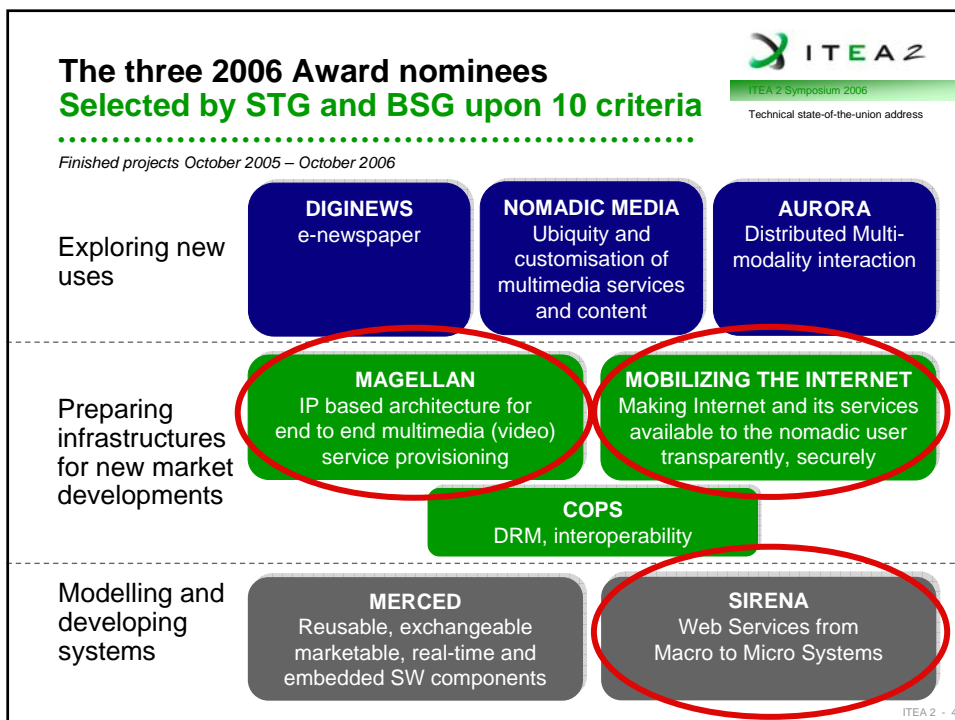 The three 2006 Award nominees
Selected by STG and BSG upon 10 criteria
ITEA2
ITEA 2 Symposium 2006
Technical state-of-the-union address
Finished projects October 2005 – October 2006
Exploring new
uses
DIGINEWS
e-newspaper
NOMADIC MEDIA
Ubiquity and
customisation of
multimedia services
and content
AURORA
Distributed Multi-
modality interaction
Preparing
infrastructures
for new market
developments
MAGELLAN
IP based architecture for
end to end multimedia (video)
service provisioning
MOBILIZING THE INTERNET
Making Internet and its services
available to the nomadic user
transparently, securely
COPS
DRM, interoperability
Modelling and
developing
systems
MERCED
Reusable, exchangeable
marketable, real-time and
embedded SW components
SIRENA
Web Services from
Macro to Micro Systems
ITEA 2 - 4